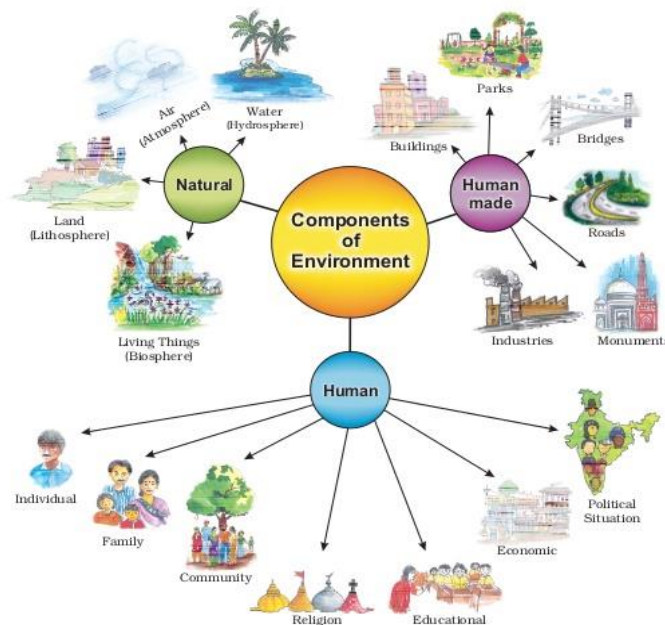 Air
(Atmosphere)
Water
(Hydrosphere)
Land
(Lithosphere)
Natural
Living Things
(Biosphere)
Components
of
Environment
Parks
Buildings
Bridges
Human
made
Roads
Industries
Monument
Human
Individual
Family
Community
Religion
Educational
Economic
Political
Situation